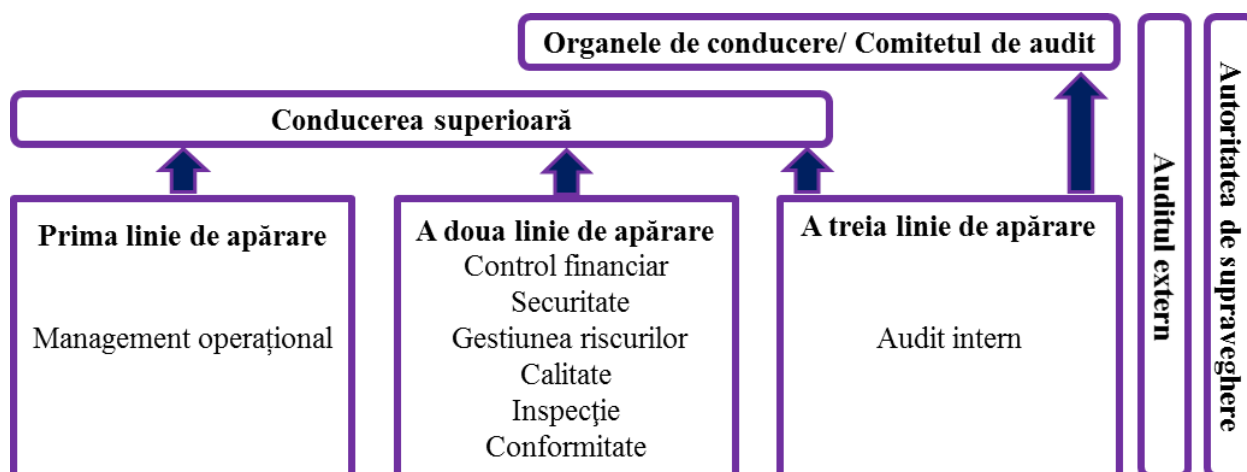 Organele de conducere/ Comitetul de audit
Conducerea superioară
Prima linie de apărare
Management operațional
A doua linie de apărare
Control financiar
Securitate
Gestiunea riscurilor
Calitate
Inspecţie
Conformitate
A treia linie de apărare
Audit intern
Auditul extern
Autoritatea de supraveghere